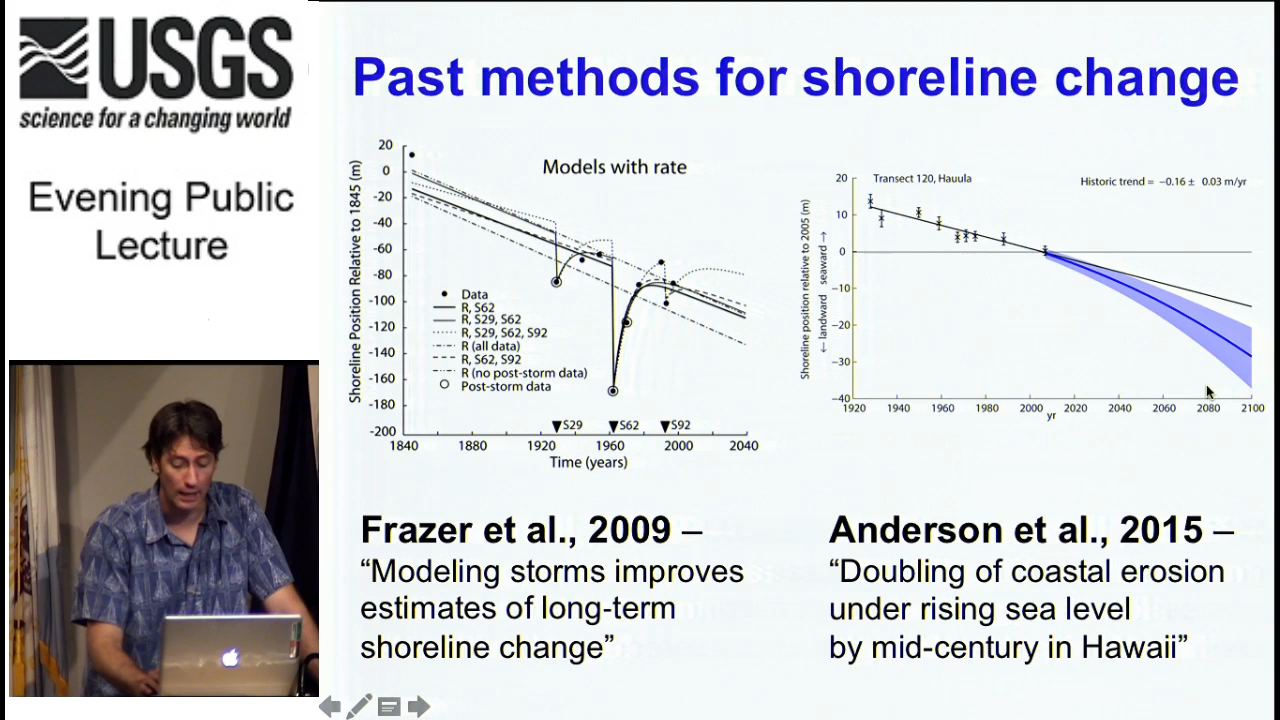 USGS
science for a changing world
Evening Public
Lecture
Past methods for shoreline change
Models with rate
Shoreline Position Relative to 1845 (m)
20
0
-20
-40
-60
-80
-100
-120
-140
-160
-180
-200
Data
R, S62
R, S29, S62
R, S29, S62, S92
R (all data)
R, S62, S92
R (no post-storm data)
Post-storm data
S29
S62
S92
1840
1880
1920
1960
2000
2040
Time (years)
Transect 120, Hauula
Historic trend = −0.16 ± 0.03 m/yr
Shoreline position relative to 2005 (m)
← landward seaward →
20
10
0
−10
−20
−30
−40
1920
1940
1960
1980
2000
2020
2040
2060
2080
2100
yr
Frazer et al., 2009 –
“Modeling storms improves
estimates of long-term
shoreline change”
Anderson et al., 2015 –
“Doubling of coastal erosion
under rising sea level
by mid-century in Hawaii”